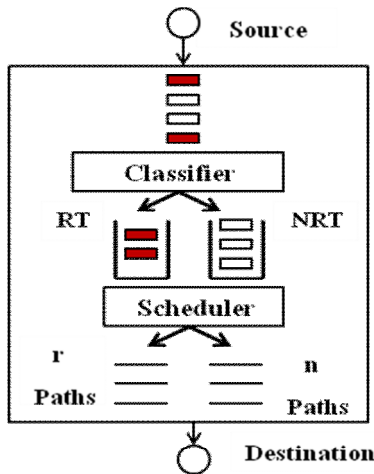 Source
Classifier
RT
NRT
Scheduler
r
Paths
n
Paths
Destination